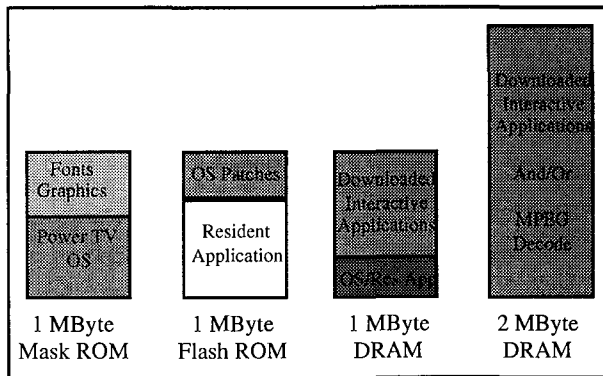 Fonts
Graphics
Power TV
OS
1 MByte
Mask ROM
OS Patches
Resident
Application
1 MByte
Flash ROM
Downloaded
Interactive
Applications
OS/Res App
1 MByte
DRAM
Downloaded
Interactive
Applications
And/Or
MPEG
Decode
2 MByte
DRAM